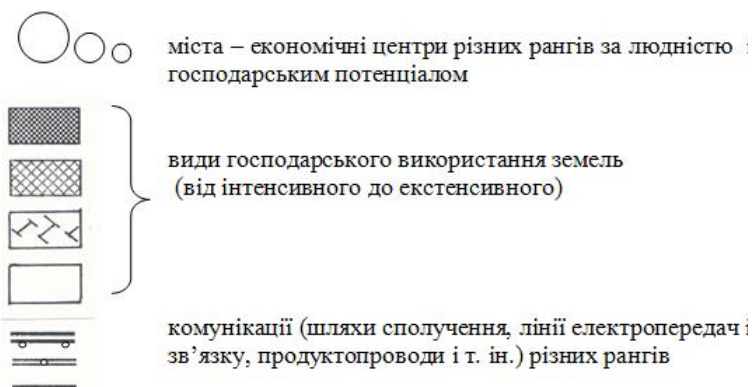 міста – економічні центри різних рангів за людністю і
господарським потенціалом
види господарського використання земель
(від інтенсивного до екстенсивного)
комунікації (шляхи сполучення, лінії електропередач і
зв’язку, продуктопроводи і т. ін.) різних рангів